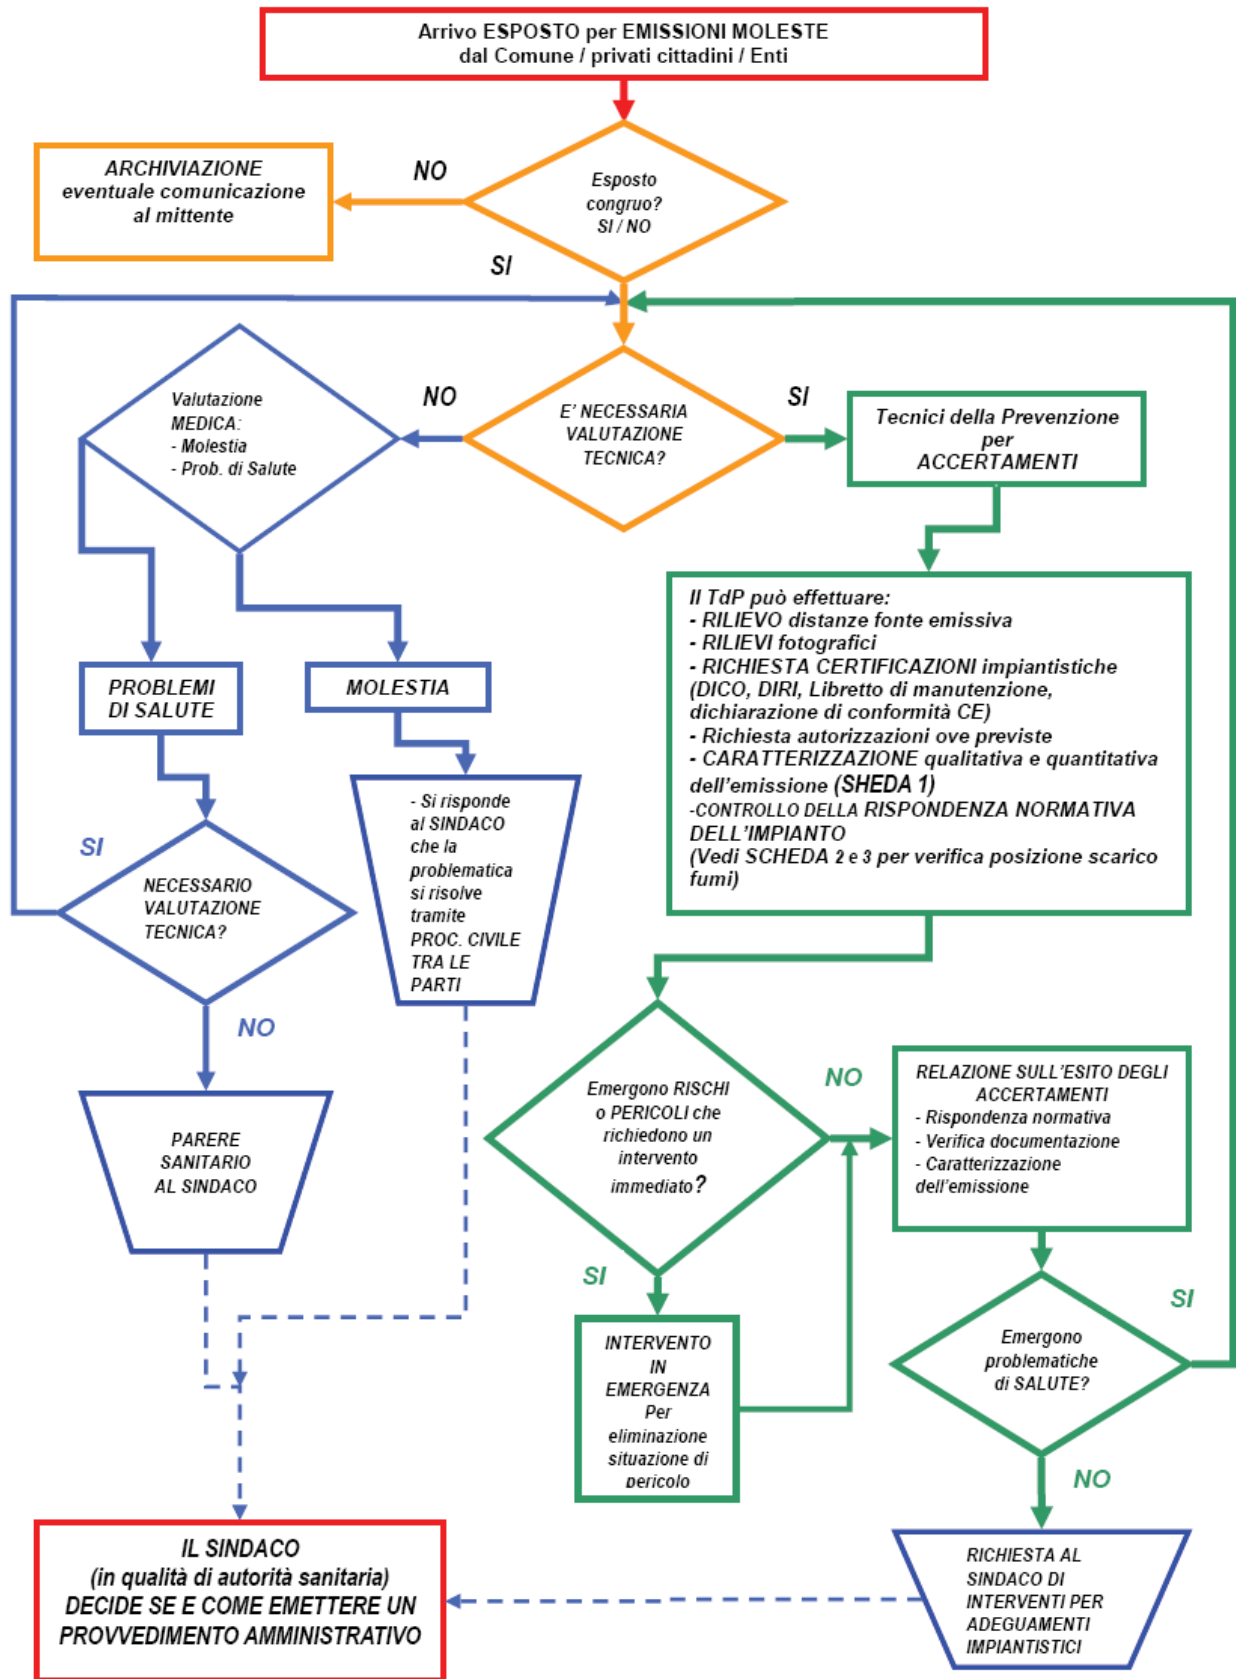 Arrivo ESPOSTO per EMISSIONI MOLESTE
dal Comune / privati cittadini / Enti
ARCHIVIAZIONE
eventuale comunicazione
al mittente
NO
Esposto
congruo?
SI / NO
SI
Valutazione
MEDICA:
- Molestia
- Prob. di Salute
NO
E' NECESSARIA
VALUTAZIONE
TECNICA?
SI
Tecnici della Prevenzione
per
ACCERTAMENTI
Il TdP può effettuare:
- RILIEVO distanze fonte emissiva
- RILIEVI fotografici
- RICHIESTA CERTIFICAZIONI impiantistiche
(DICO, DIRI, Libretto di manutenzione,
dichiarazione di conformità CE)
- Richiesta autorizzazioni ove previste
- CARATTERIZZAZIONE qualitativa e quantitativa
dell'emissione (SHEDA 1)
-CONTROLLO DELLA RISPONDENZA NORMATIVA
DELL'IMPIANTO
(Vedi SCHEDA 2 e 3 per verifica posizione scarico
fumi)
PROBLEMI
DI SALUTE
MOLESTIA
- Si risponde
al SINDACO
che la
problematica
si risolve
tramite
PROC. CIVILE
TRA LE
PARTI
SI
NECESSARIO
VALUTAZIONE
TECNICA?
NO
PARERE
SANITARIO
AL SINDACO
Emergono RISCHI
o PERICOLI che
richiedono un
intervento
immediato?
NO
RELAZIONE SULL'ESITO DEGLI
ACCERTAMENTI
- Rispondenza normativa
- Verifica documentazione
- Caratterizzazione
dell'emissione
SI
INTERVENTO
IN
EMERGENZA
Per
eliminazione
situazione di
pericolo
Emergono
problematiche
di SALUTE?
SI
NO
RICHIESTA AL
SINDACO DI
INTERVENTI PER
ADEGUAMENTI
IMPIANTISTICI
IL SINDACO
(in qualità di autorità sanitaria)
DECIDE SE E COME EMETTERE UN
PROVVEDIMENTO AMMINISTRATIVO